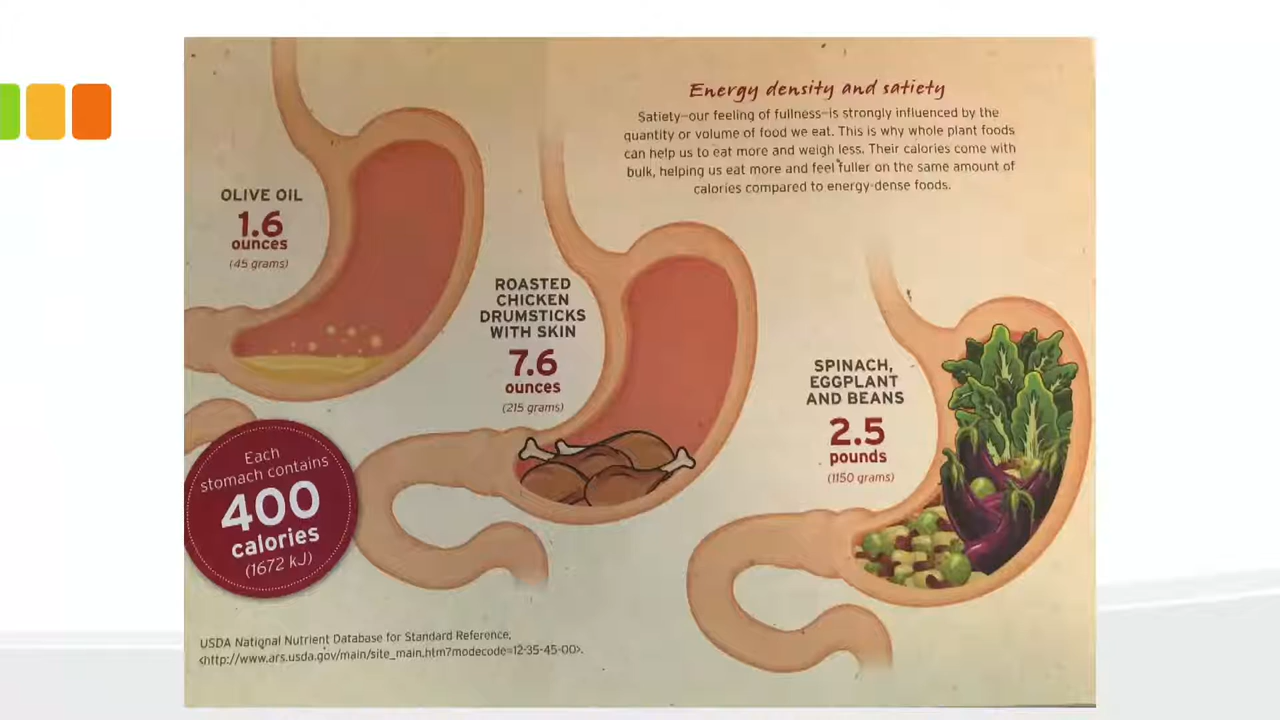 Energy density and satiety
Satiety—our feeling of fullness—is strongly influenced by the
quantity or volume of food we eat. This is why whole plant foods
can help us to eat more and weigh less. Their calories come with
bulk, helping us eat more and feel fuller on the same amount of
calories compared to energy-dense foods.
OLIVE OIL
1.6
ounces
(45 grams)
ROASTED
CHICKEN
DRUMSTICKS
WITH SKIN
7.6
ounces
(215 grams)
SPINACH,
EGGPLANT
AND BEANS
2.5
pounds
(1150 grams)
Each
stomach contains
400
calories
(1672 kJ)
USDA National Nutrient Database for Standard Reference,
<http://www.ars.usda.gov/main/site_main.htm?modecode=12-35-45-00>.